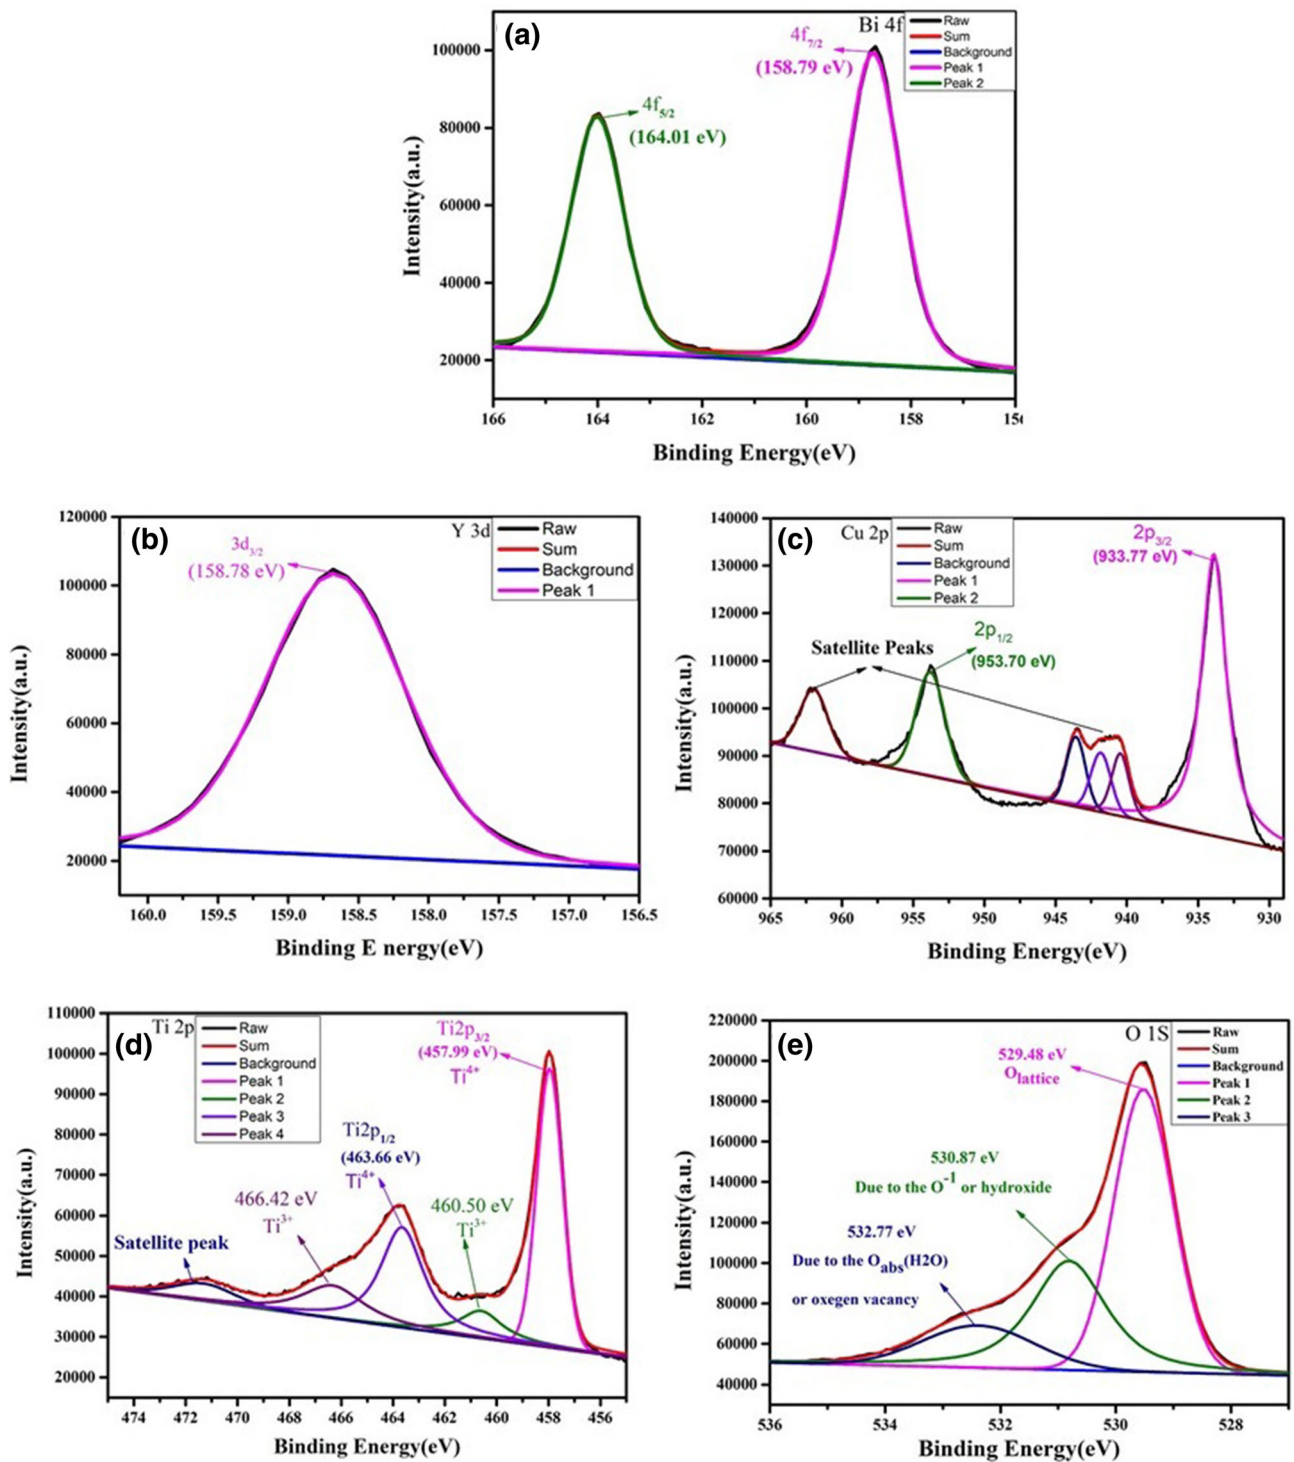 (a)
Bi 4f
Raw
Sum
Background
Peak 1
Peak 2
4f7/2
(158.79 eV)
4f5/2
(164.01 eV)
100000
80000
60000
40000
20000
Intensity(a.u.)
166 164 162 160 158
Binding Energy(eV)
(b)
Y 3d
Raw
Sum
Background
Peak 1
3d3/2
(158.78 eV)
120000
100000
80000
60000
40000
20000
Intensity(a.u.)
160.0 159.5 159.0 158.5 158.0 157.5 157.0 156.5
Binding E nergy(eV)
(c)
Cu 2p
Raw
Sum
Background
Peak 1
Peak 2
2p3/2
(933.77 eV)
2p1/2
(953.70 eV)
Satellite Peaks
140000
130000
120000
110000
100000
90000
80000
70000
60000
Intensity(a.u.)
965 960 955 950 945 940 935 930
Binding Energy(eV)
(d)
Ti 2p
Raw
Sum
Background
Peak 1
Peak 2
Peak 3
Peak 4
Ti2p3/2
(457.99 eV)
Ti4+
Ti2p1/2
(463.66 eV)
Ti4+
466.42 eV
Ti3+
460.50 eV
Ti3+
Satellite peak
110000
100000
90000
80000
70000
60000
50000
40000
30000
20000
Intensity(a.u.)
474 472 470 468 466 464 462 460 458 456
Binding Energy(eV)
(e)
O 1S
Raw
Sum
Background
Peak 1
Peak 2
Peak 3
529.48 eV
Olattice
530.87 eV
Due to the O-1 or hydroxide
532.77 eV
Due to the Oabs(H2O)
or oxegen vacancy
220000
200000
180000
160000
140000
120000
100000
80000
60000
40000
Intensity(a.u.)
536 534 532 530 528
Binding Energy(eV)